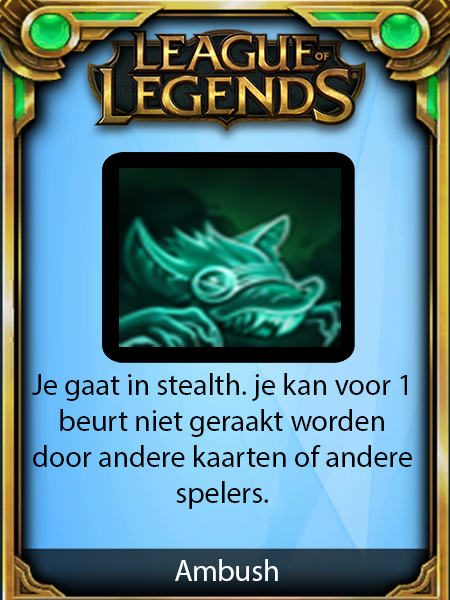 LEAGUE OF
LEGENDS®
Je gaat in stealth. je kan voor 1
beurt niet geraakt worden
door andere kaarten of andere
spelers.
Ambush